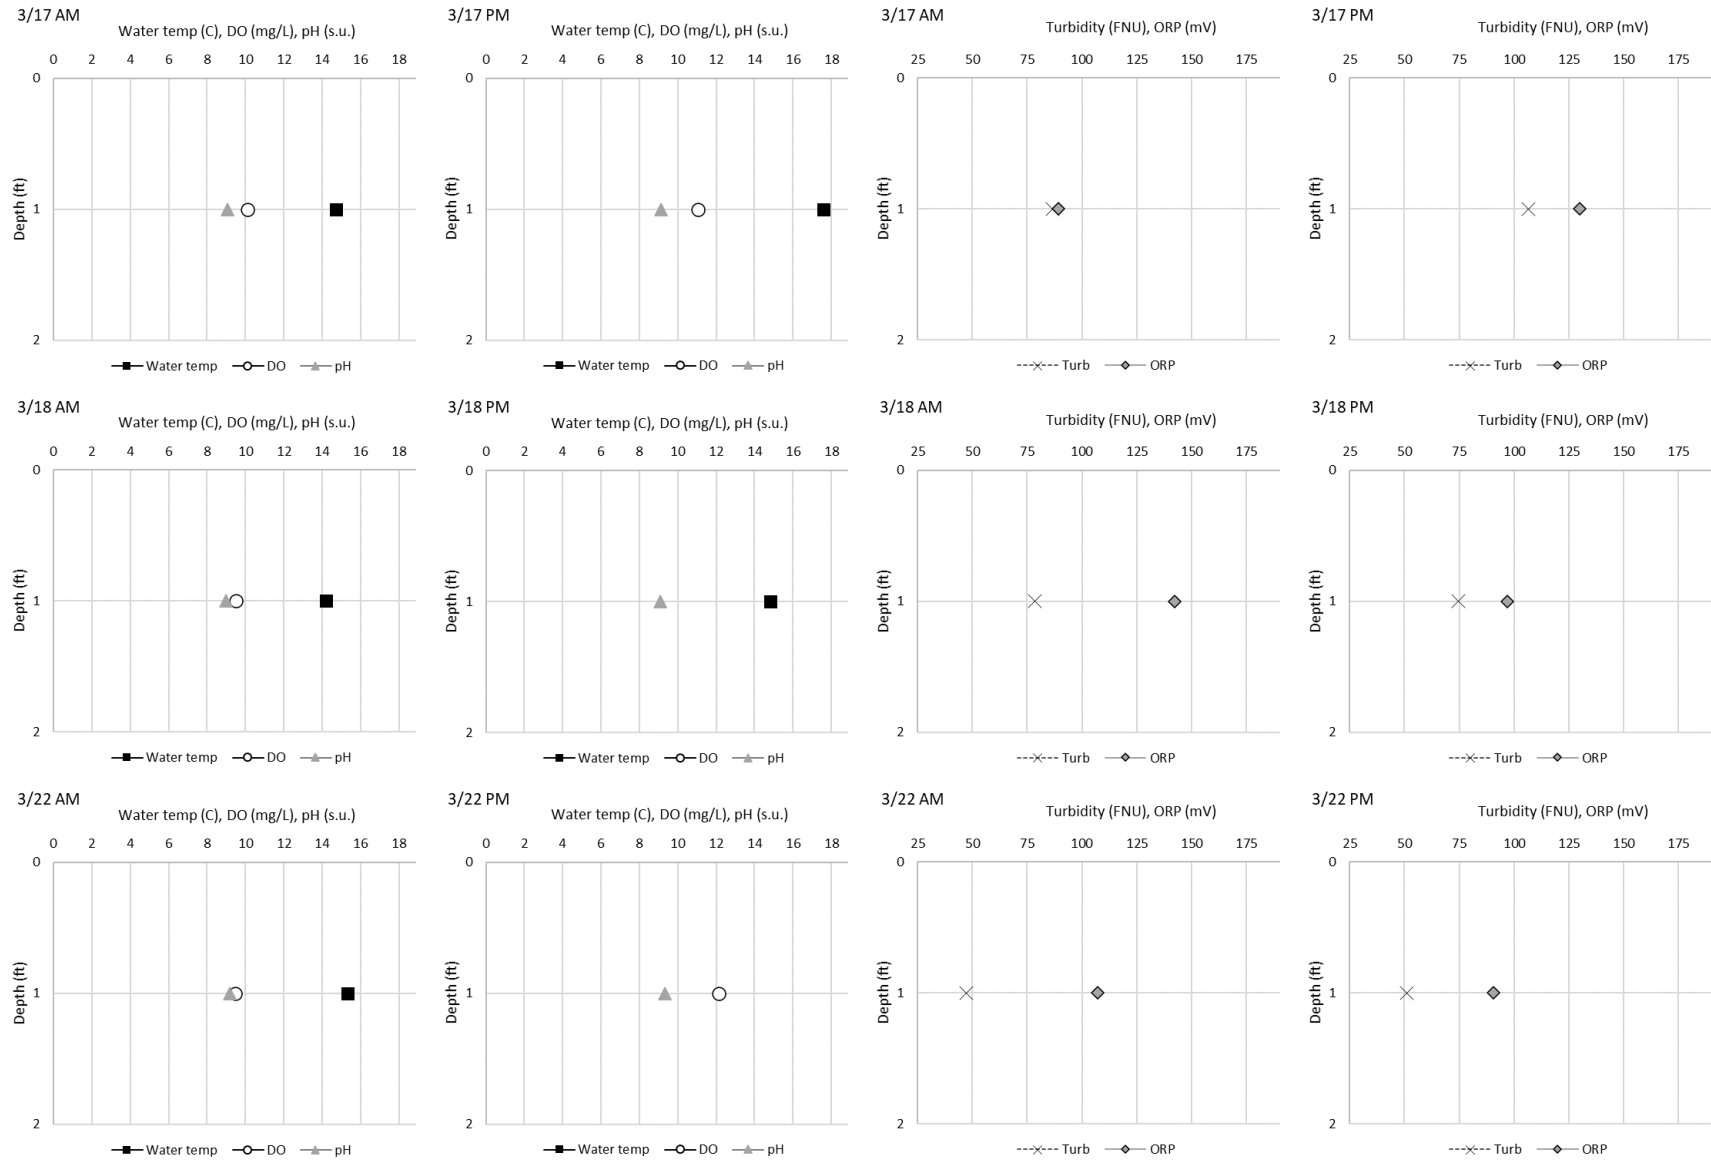 3/17 AM
Water temp (C), DO (mg/L), pH (s.u.)
0 2 4 6 8 10 12 14 16 18
0
1
2
Depth (ft)
Water temp DO pH
3/17 PM
Water temp (C), DO (mg/L), pH (s.u.)
0 2 4 6 8 10 12 14 16 18
0
1
2
Depth (ft)
Water temp DO pH
3/17 AM
Turbidity (FNU), ORP (mV)
25 50 75 100 125 150 175
0
1
2
Depth (ft)
Turb ORP
3/17 PM
Turbidity (FNU), ORP (mV)
25 50 75 100 125 150 175
0
1
2
Depth (ft)
Turb ORP
3/18 AM
Water temp (C), DO (mg/L), pH (s.u.)
0 2 4 6 8 10 12 14 16 18
0
1
2
Depth (ft)
Water temp DO pH
3/18 PM
Water temp (C), DO (mg/L), pH (s.u.)
0 2 4 6 8 10 12 14 16 18
0
1
2
Depth (ft)
Water temp DO pH
3/18 AM
Turbidity (FNU), ORP (mV)
25 50 75 100 125 150 175
0
1
2
Depth (ft)
Turb ORP
3/18 PM
Turbidity (FNU), ORP (mV)
25 50 75 100 125 150 175
0
1
2
Depth (ft)
Turb ORP
3/22 AM
Water temp (C), DO (mg/L), pH (s.u.)
0 2 4 6 8 10 12 14 16 18
0
1
2
Depth (ft)
Water temp DO pH
3/22 PM
Water temp (C), DO (mg/L), pH (s.u.)
0 2 4 6 8 10 12 14 16 18
0
1
2
Depth (ft)
Water temp DO pH
3/22 AM
Turbidity (FNU), ORP (mV)
25 50 75 100 125 150 175
0
1
2
Depth (ft)
Turb ORP
3/22 PM
Turbidity (FNU), ORP (mV)
25 50 75 100 125 150 175
0
1
2
Depth (ft)
Turb ORP